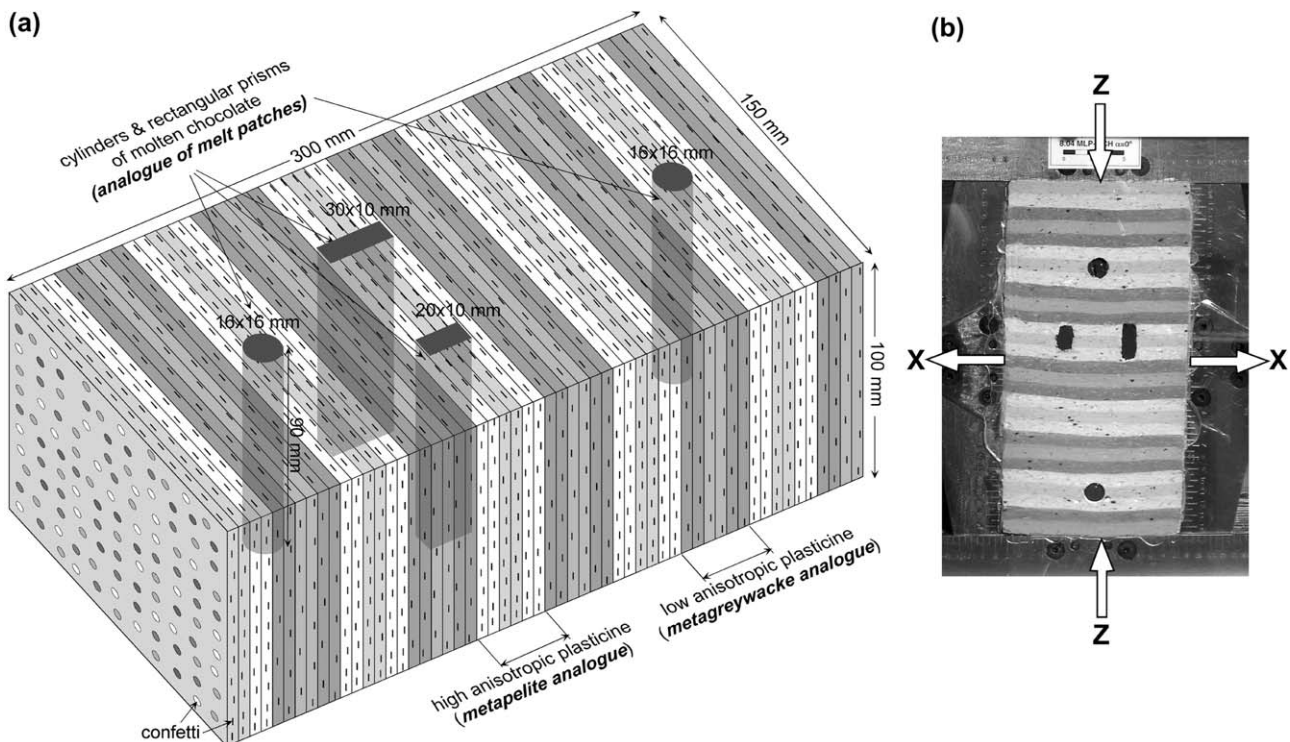 (a)
cylinders & rectangular prisms
of molten chocolate
(analogue of melt patches)
300 mm
150 mm
16x16 mm
30x10 mm
20x10 mm
16x16 mm
90 mm
100 mm
low anisotropic plasticine
(metagreywacke analogue)
high anisotropic plasticine
(metapelite analogue)
confetti
(b)
Z
X
X
Z